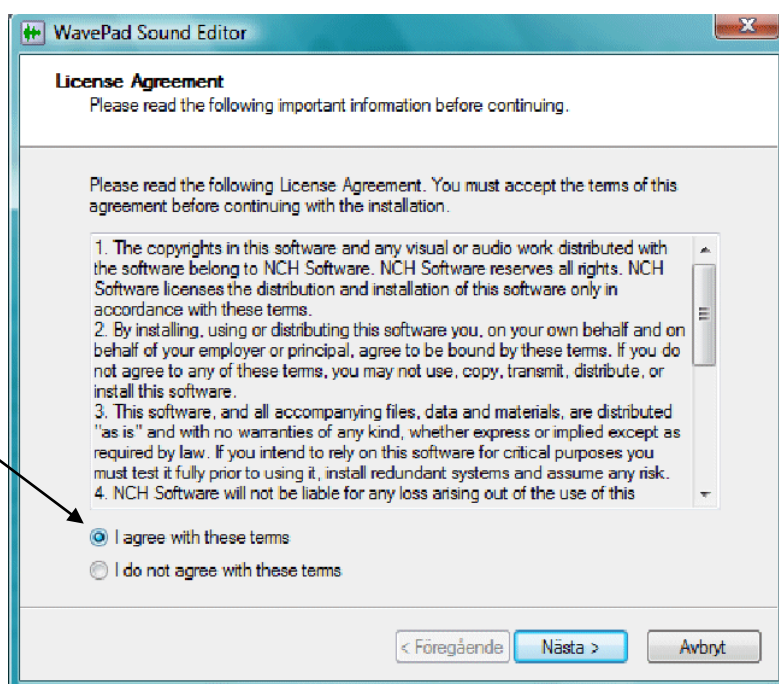 WavePad Sound Editor
License Agreement
Please read the following important information before continuing.
Please read the following License Agreement. You must accept the terms of this
agreement before continuing with the installation.
1. The copyrights in this software and any visual or audio work distributed with
the software belong to NCH Software. NCH Software reserves all rights. NCH
Software licenses the distribution and installation of this software only in
accordance with these terms.
2. By installing, using or distributing this software you, on your own behalf and on
behalf of your employer or principal, agree to be bound by these terms. If you do
not agree to any of these terms, you may not use, copy, transmit, distribute, or
install this software.
3. This software, and all accompanying files, data and materials, are distributed
"as is" and with no warranties of any kind, whether express or implied except as
required by law. If you intend to rely on this software for critical purposes you
must test it fully prior to using it, install redundant systems and assume any risk.
4. NCH Software will not be liable for any loss arising out of the use of this
I agree with these terms
I do not agree with these terms
< Föregående Nästa > Avbryt